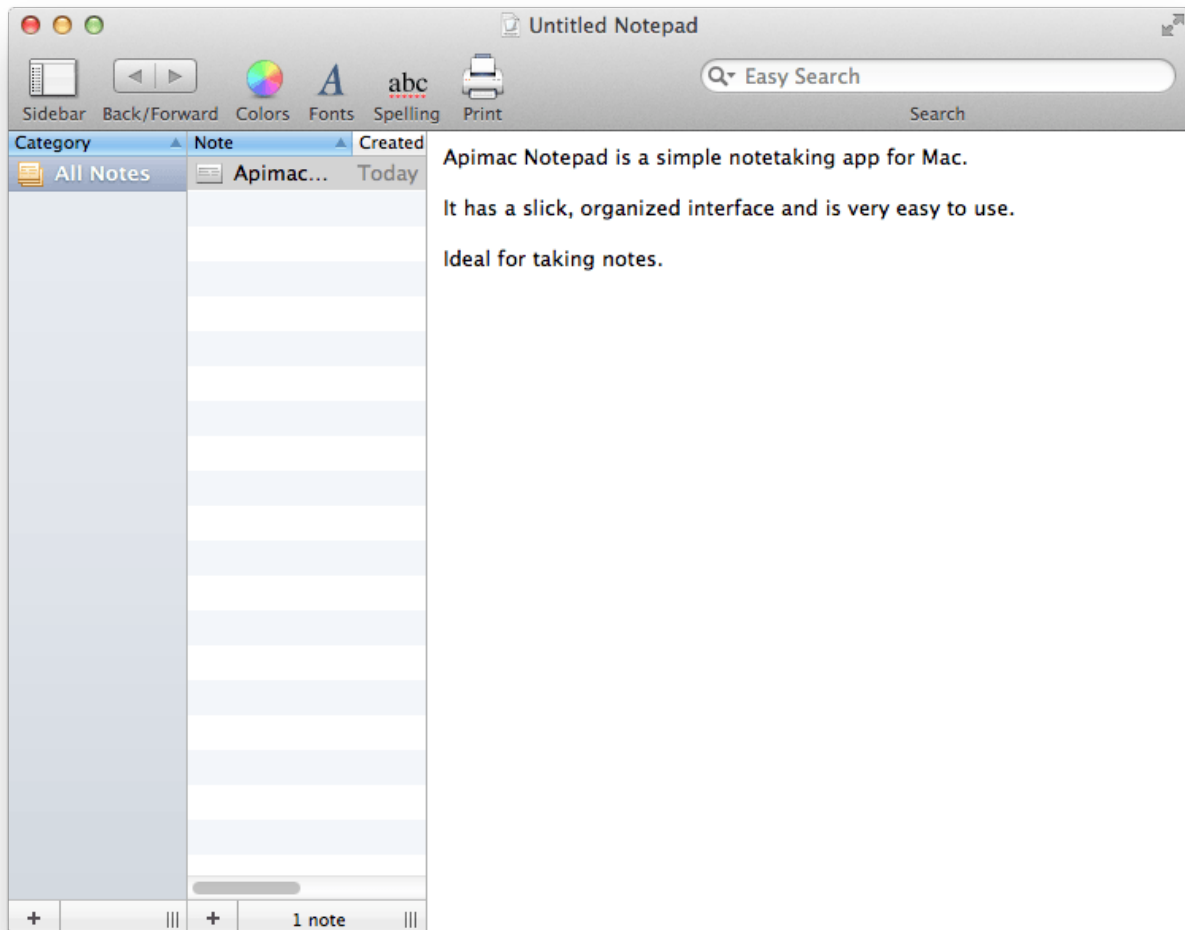 Untitled Notepad
abc
Easy Search
Sidebar Back/Forward Colors Fonts Spelling Print Search
Category Note Created
All Notes Apimac... Today
Apimac Notepad is a simple notetaking app for Mac.
It has a slick, organized interface and is very easy to use.
Ideal for taking notes.
1 note